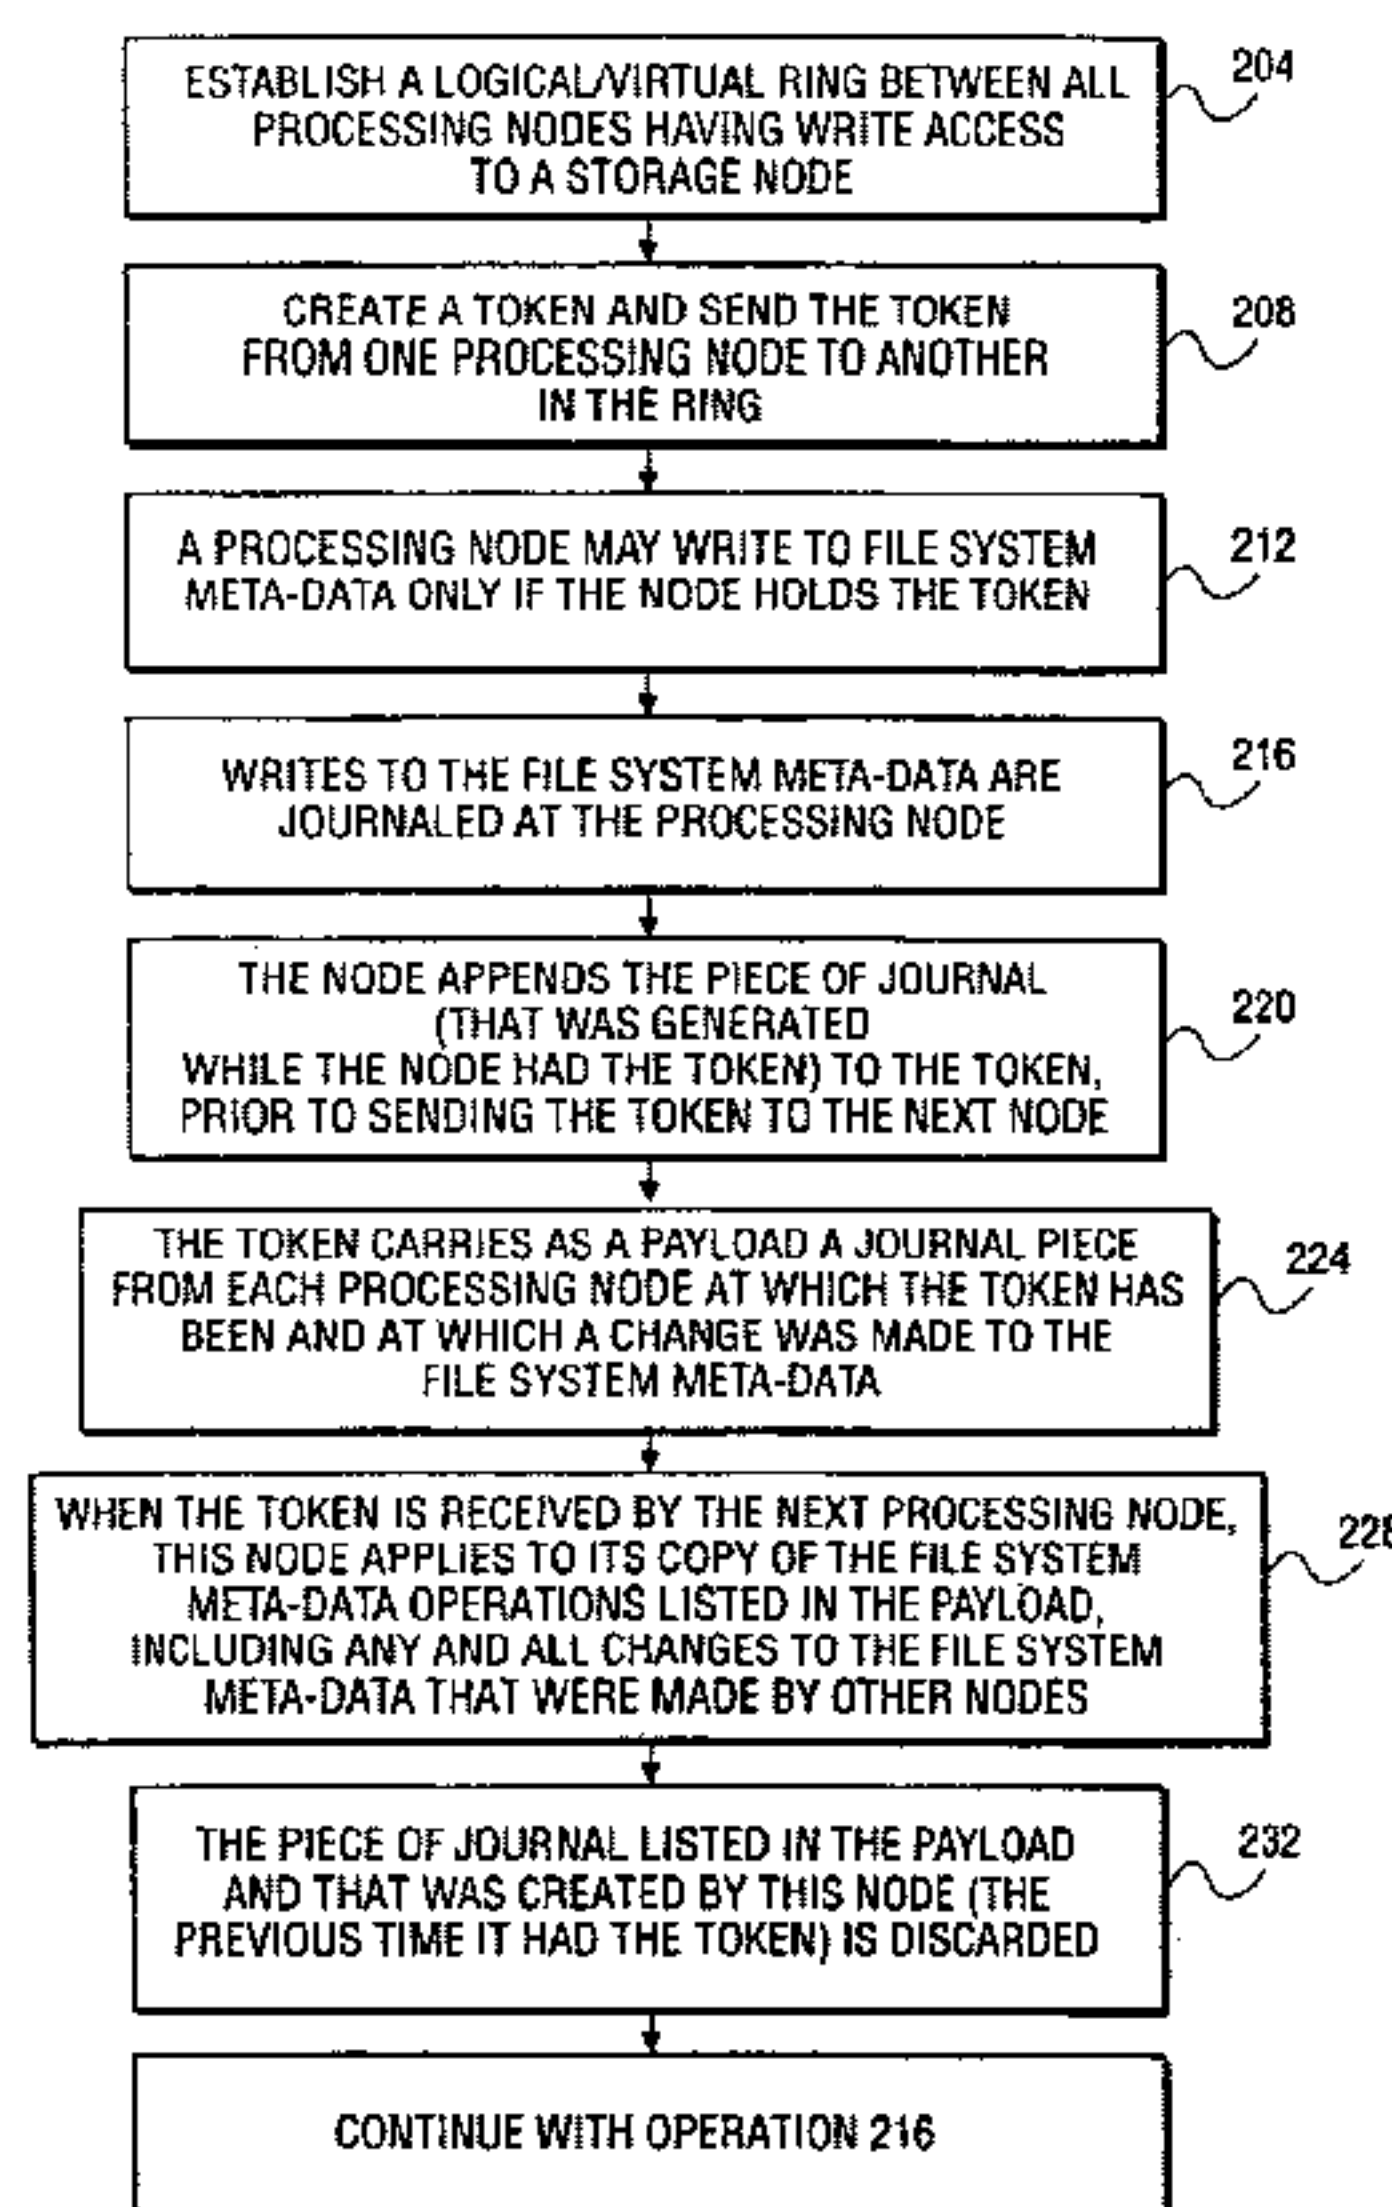 ESTABLISH A LOGICAL/VIRTUAL RING BETWEEN ALL
PROCESSING NODES HAVING WRITE ACCESS
TO A STORAGE NODE
204
CREATE A TOKEN AND SEND THE TOKEN
FROM ONE PROCESSING NODE TO ANOTHER
IN THE RING
208
A PROCESSING NODE MAY WRITE TO FILE SYSTEM
META-DATA ONLY IF THE NODE HOLDS THE TOKEN
212
WRITES TO THE FILE SYSTEM META-DATA ARE
JOURNALED AT THE PROCESSING NODE
216
THE NODE APPENDS THE PIECE OF JOURNAL
(THAT WAS GENERATED
WHILE THE NODE HAD THE TOKEN) TO THE TOKEN,
PRIOR TO SENDING THE TOKEN TO THE NEXT NODE
220
THE TOKEN CARRIES AS A PAYLOAD A JOURNAL PIECE
FROM EACH PROCESSING NODE AT WHICH THE TOKEN HAS
BEEN AND AT WHICH A CHANGE WAS MADE TO THE
FILE SYSTEM META-DATA
224
WHEN THE TOKEN IS RECEIVED BY THE NEXT PROCESSING NODE,
THIS NODE APPLIES TO ITS COPY OF THE FILE SYSTEM
META-DATA OPERATIONS LISTED IN THE PAYLOAD,
INCLUDING ANY AND ALL CHANGES TO THE FILE SYSTEM
META-DATA THAT WERE MADE BY OTHER NODES
228
THE PIECE OF JOURNAL LISTED IN THE PAYLOAD
AND THAT WAS CREATED BY THIS NODE (THE
PREVIOUS TIME IT HAD THE TOKEN) IS DISCARDED
232
CONTINUE WITH OPERATION 216